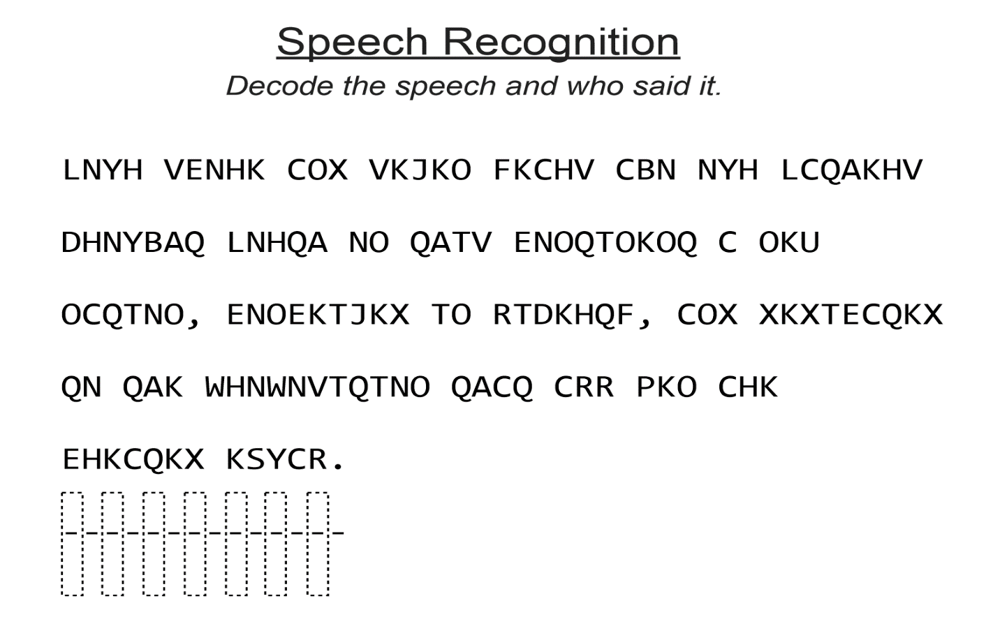 Speech Recognition
Decode the speech and who said it.
LNYH VENHK COX VKJKO FKCHV CBN NYH LCQAKHV
DHNYBAQ LNHQA NO QATV ENOQTOKOQ C OKU
OCQTNO, ENOEKTJKX TO RTDKHQF, COX XKXTECQKX
QN QAK WHNWNVTQTNO QACQ CRR PKO CHK
EHKCQKX KSYCR.